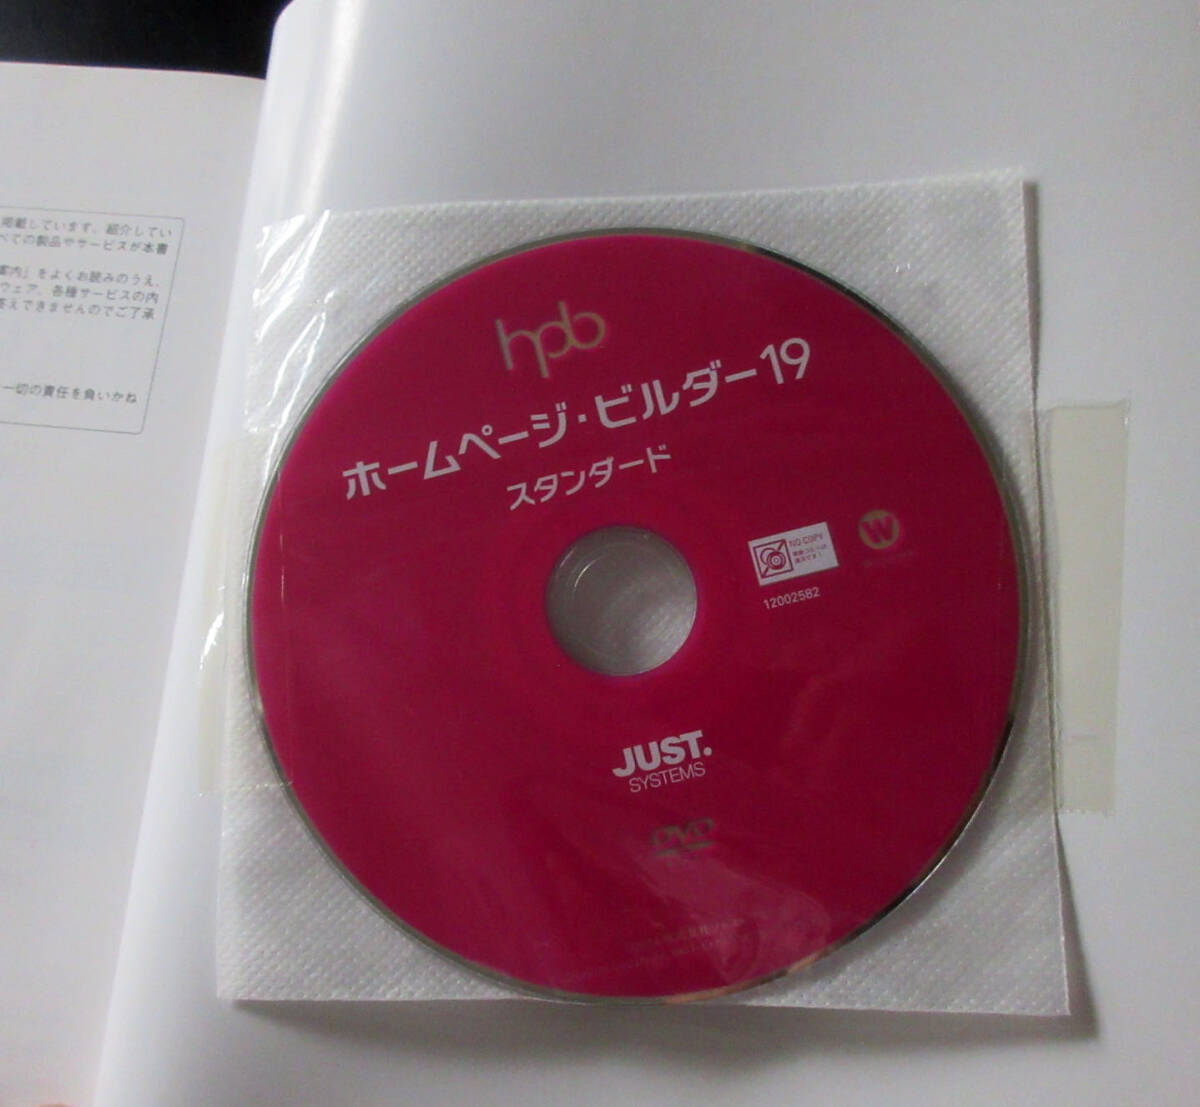 掲載しています。紹介してい
べての製品やサービスが本書
案内」をよくお読みのうえ、
ウェア、各種サービスの内
答えできませんのでご了承
一切の責任を負いかね
hpb
ホームページ・ビルダー19
スタンダード
NO COPY
W
12002582
JUST.
SYSTEMS
DVD